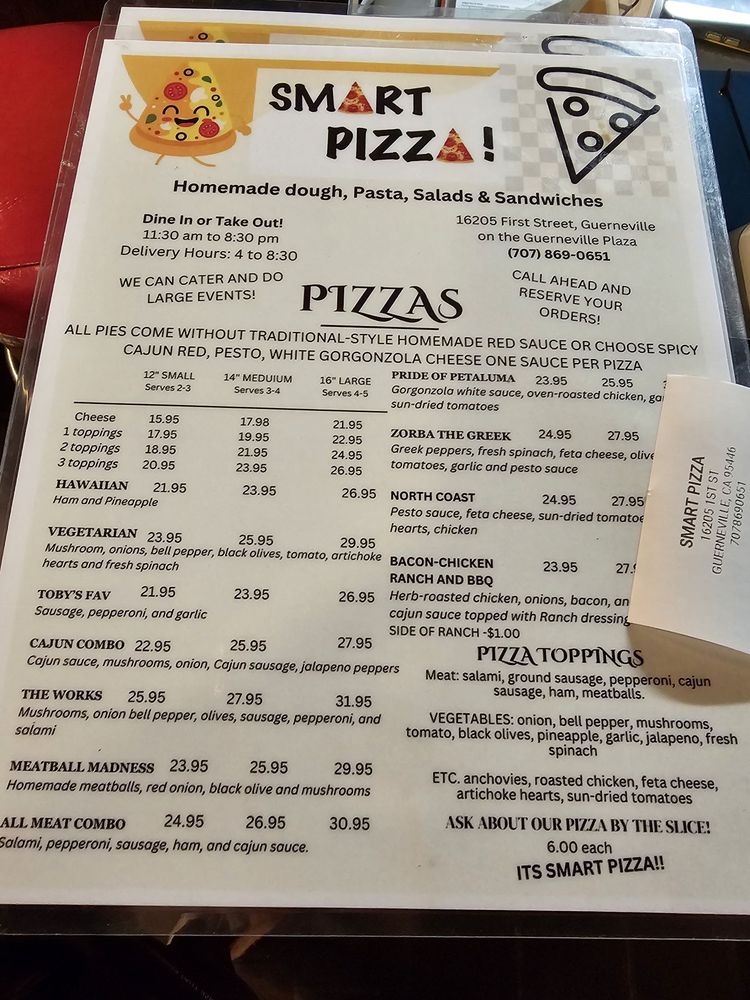 SMART
PIZZA!
Homemade dough, Pasta, Salads & Sandwiches
Dine In or Take Out!
11:30 am to 8:30 pm
Delivery Hours: 4 to 8:30
16205 First Street, Guerneville
on the Guerneville Plaza
(707) 869-0651
WE CAN CATER AND DO
LARGE EVENTS!
CALL AHEAD AND
RESERVE YOUR
ORDERS!
PIZZAS
ALL PIES COME WITHOUT TRADITIONAL-STYLE HOMEMADE RED SAUCE OR CHOOSE SPICY
CAJUN RED, PESTO, WHITE GORGONZOLA CHEESE ONE SAUCE PER PIZZA
12" SMALL 14" MEDUIUM 16" LARGE
Serves 2-3 Serves 3-4 Serves 4-5
Cheese 15.95 17.98 21.95
1 toppings 17.95 19.95 22.95
2 toppings 18.95 21.95 24.95
3 toppings 20.95 23.95 26.95
HAWAIIAN 21.95 23.95 26.95
Ham and Pineapple
VEGETARIAN 23.95 25.95 29.95
Mushroom, onions, bell pepper, black olives, tomato, artichoke
hearts and fresh spinach
TOBY'S FAV 21.95 23.95 26.95
Sausage, pepperoni, and garlic
CAJUN COMBO 22.95 25.95 27.95
Cajun sauce, mushrooms, onion, Cajun sausage, jalapeno peppers
THE WORKS 25.95 27.95 31.95
Mushrooms, onion bell pepper, olives, sausage, pepperoni, and
salami
MEATBALL MADNESS 23.95 25.95 29.95
Homemade meatballs, red onion, black olive and mushrooms
ALL MEAT COMBO 24.95 26.95 30.95
Salami, pepperoni, sausage, ham, and cajun sauce.
PRIDE OF PETALUMA 23.95 25.95
Gorgonzola white sauce, oven-roasted chicken,
sun-dried tomatoes
ZORBA THE GREEK 24.95 27.95
Greek peppers, fresh spinach, feta cheese, olive
tomatoes, garlic and pesto sauce
NORTH COAST 24.95 27.95
Pesto sauce, feta cheese, sun-dried tomatoe
hearts, chicken
BACON-CHICKEN 23.95
RANCH AND BBQ
Herb-roasted chicken, onions, bacon, an
cajun sauce topped with Ranch dressing
SIDE OF RANCH -$1.00
PIZZA TOPPINGS
Meat: salami, ground sausage, pepperoni, cajun
sausage, ham, meatballs.
VEGETABLES: onion, bell pepper, mushrooms,
tomato, black olives, pineapple, garlic, jalapeno, fresh
spinach
ETC. anchovies, roasted chicken, feta cheese,
artichoke hearts, sun-dried tomatoes
ASK ABOUT OUR PIZZA BY THE SLICE!
6.00 each
ITS SMART PIZZA!!
SMART PIZZA
16205 1ST ST
GUERNEVILLE, CA 95446
7078690651